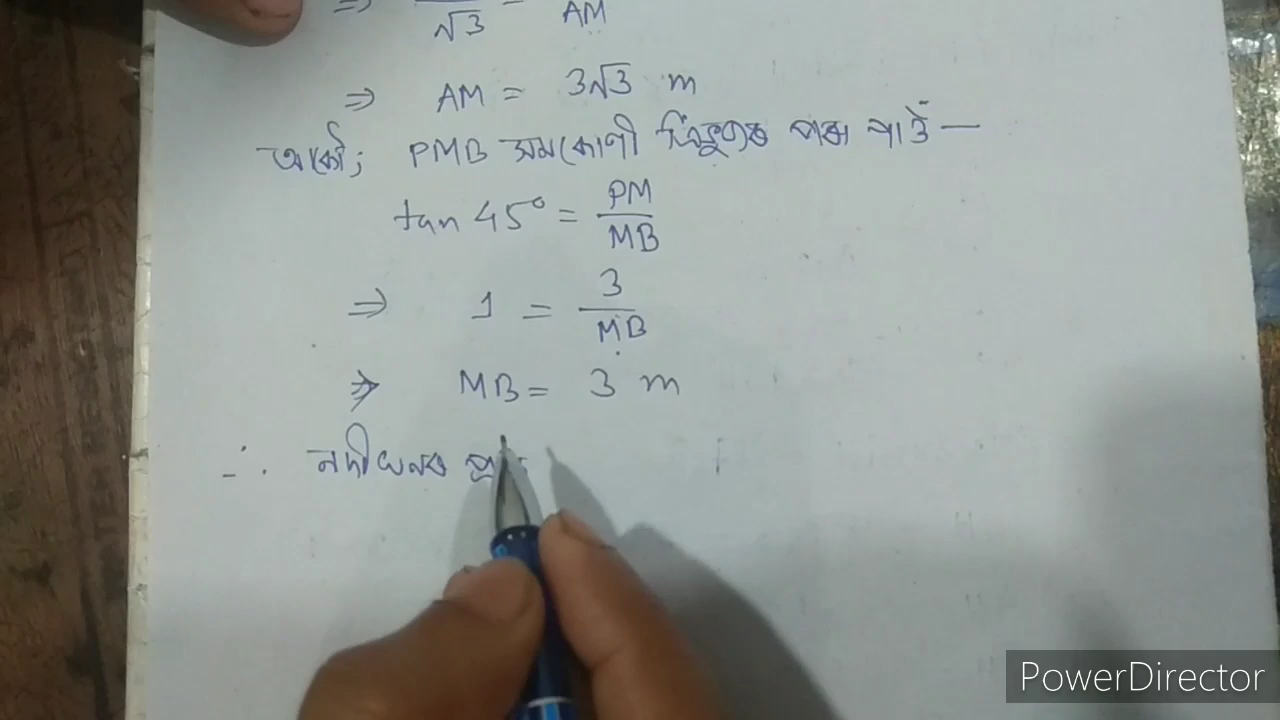 ⇒ √3 = AM
⇒ AM = 3√3 m
আকৌ, PMB সমকোণী ত্ৰিভুজৰ পৰা পাওঁ —
tan 45° = PM/MB
⇒ 1 = 3/MB
⇒ MB = 3 m
∴ নদীখনৰ
PowerDirector